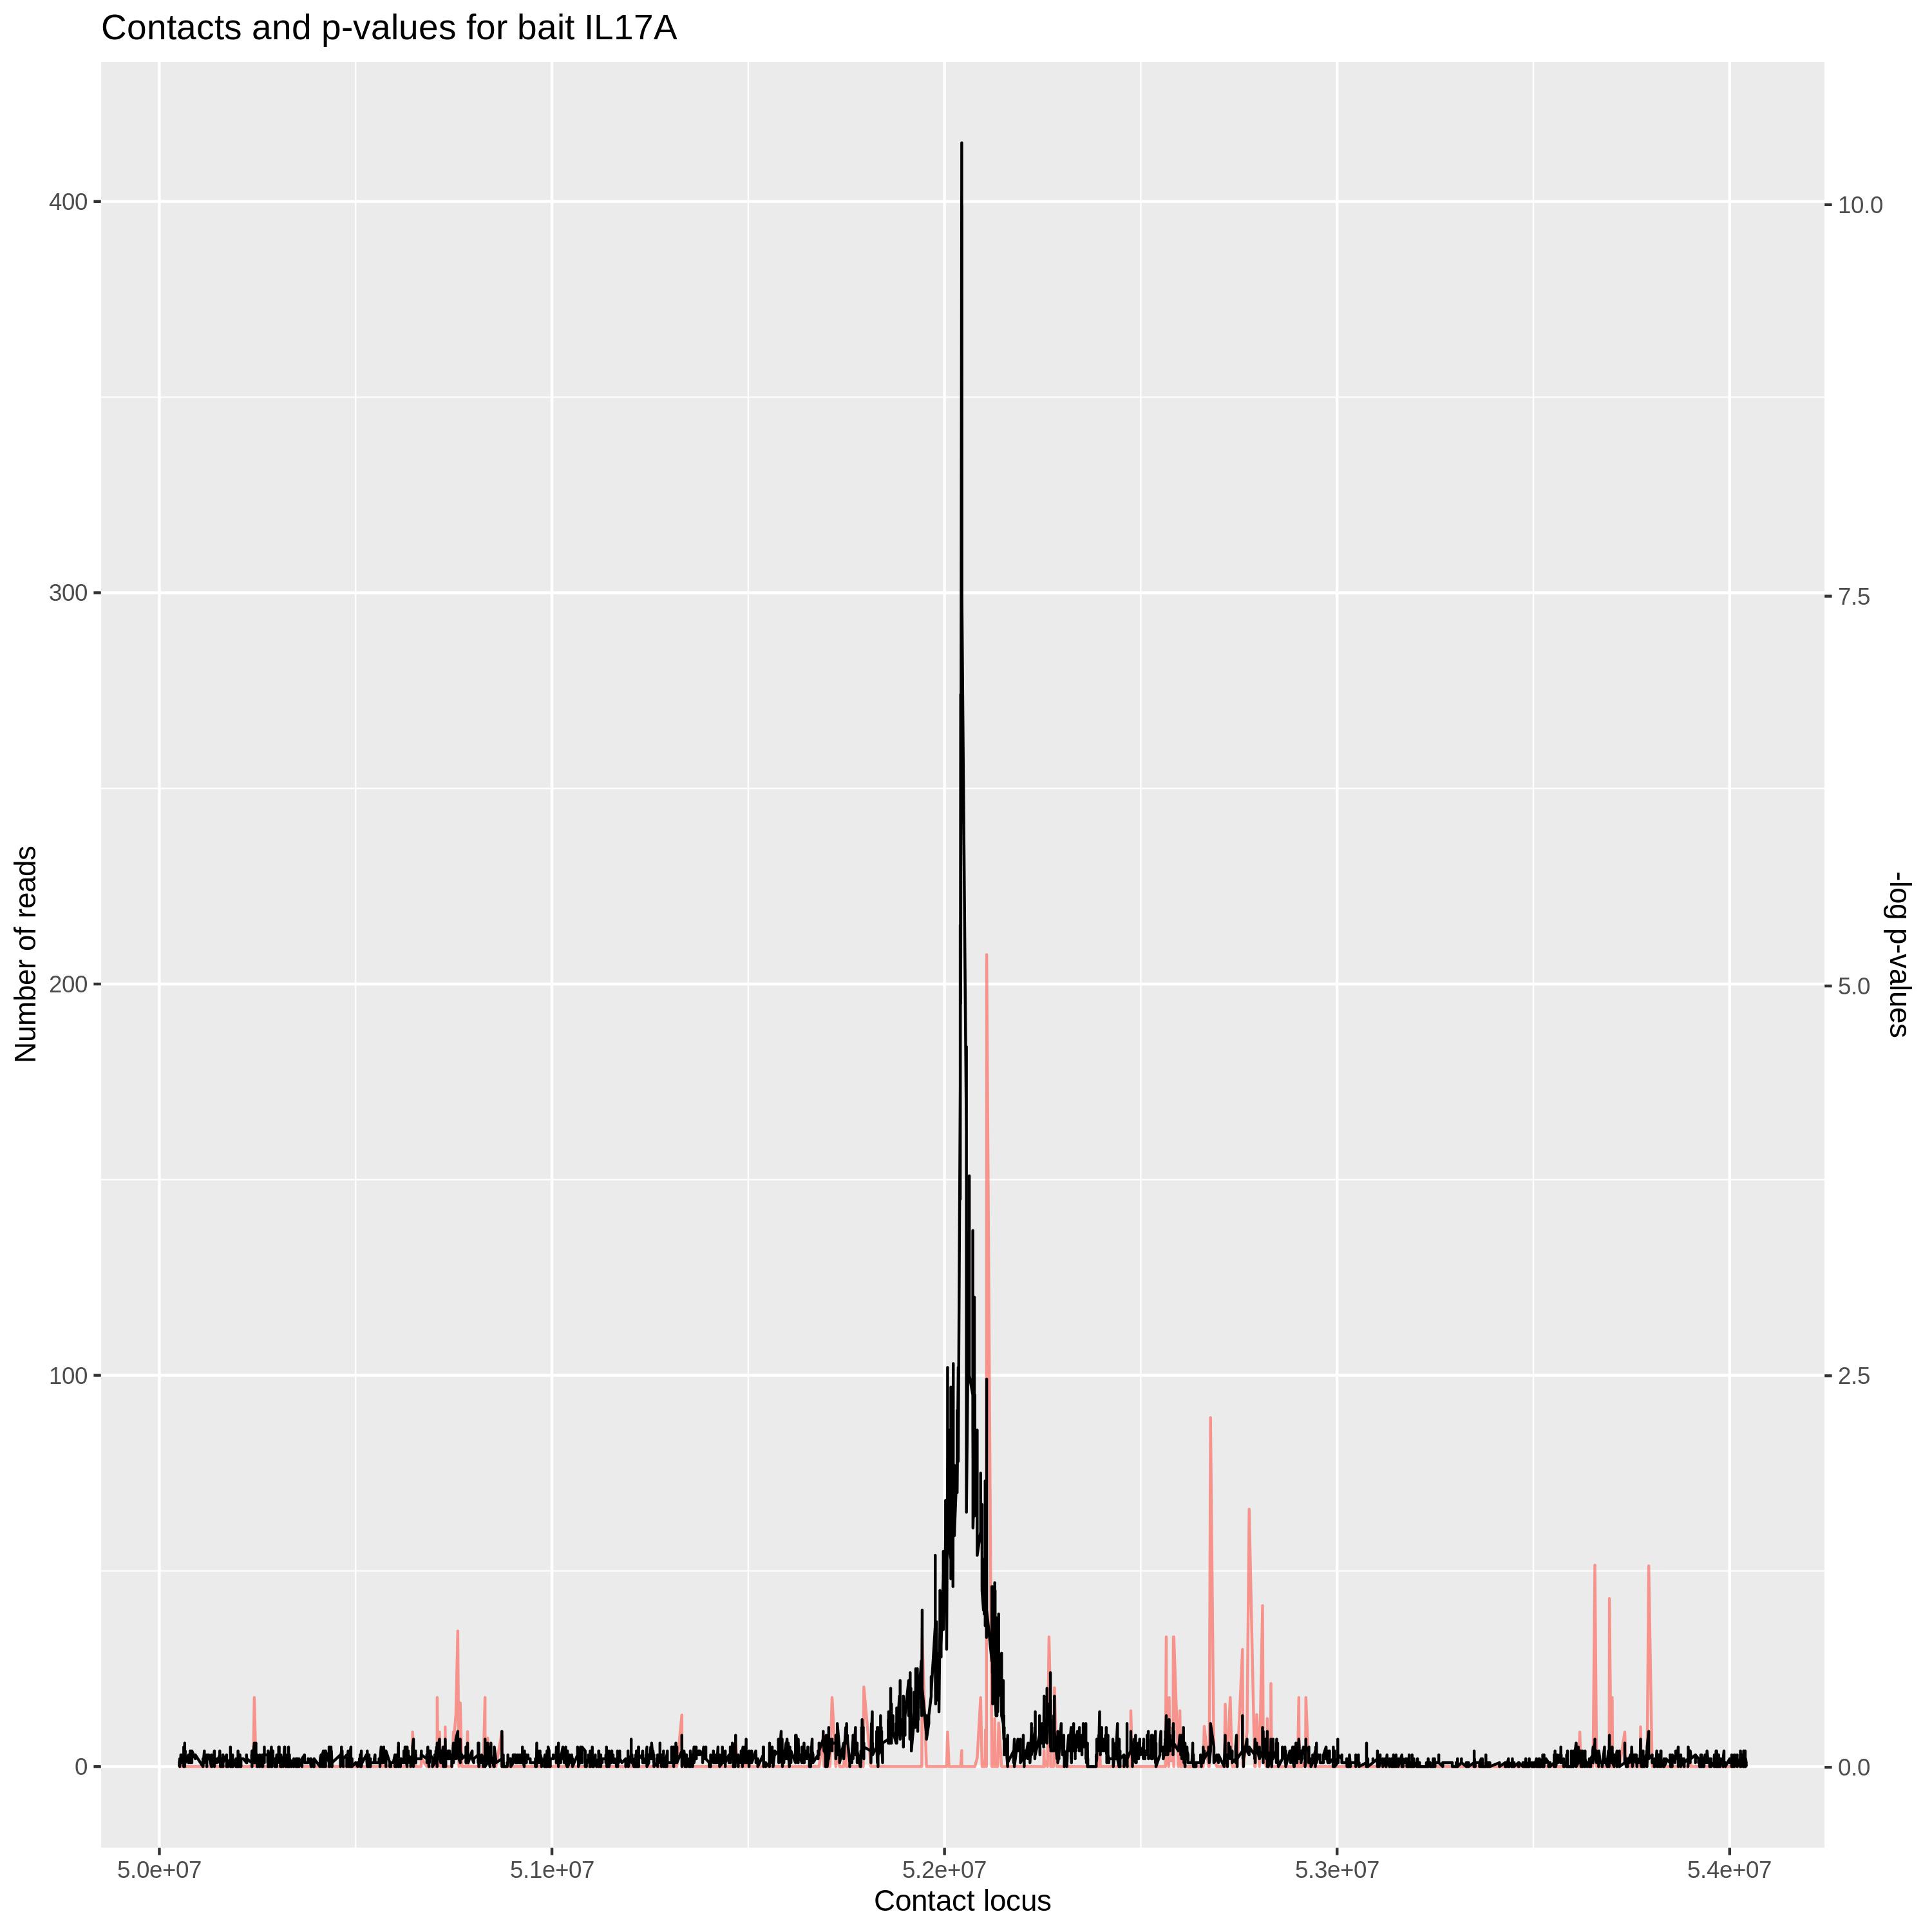 Contacts and p-values for bait IL17A
400
300
200
100
0
Number of reads
10.0
7.5
5.0
2.5
0.0
-log p-values
5.0e+07 5.1e+07 5.2e+07 5.3e+07 5.4e+07
Contact locus